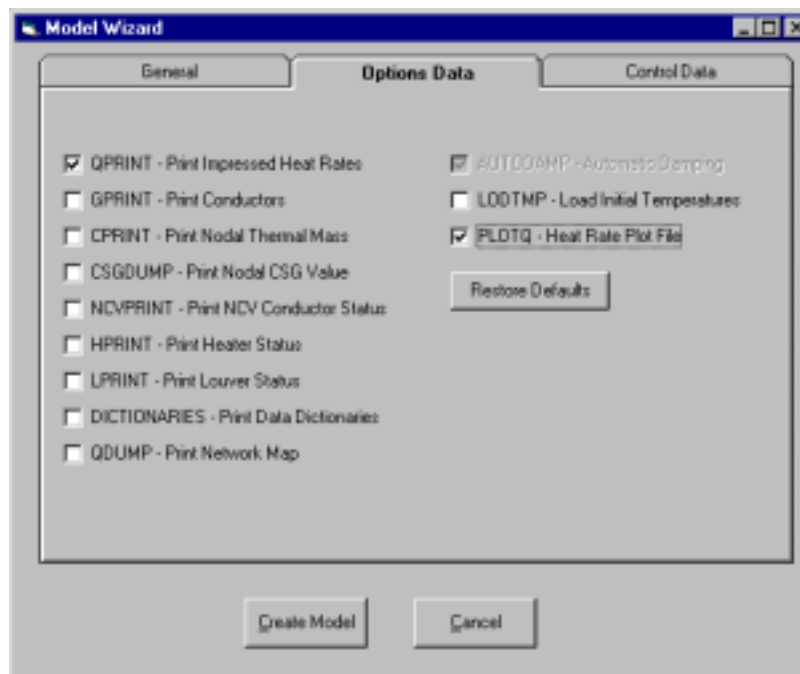 Model Wizard
General
Options Data
Control Data
QPRINT - Print Impressed Heat Rates
GPRINT - Print Conductors
CPRINT - Print Nodal Thermal Mass
CSGDUMP - Print Nodal CSG Value
NCVPRINT - Print NCV Conductor Status
HPRINT - Print Heater Status
LPRINT - Print Louver Status
DICTIONARIES - Print Data Dictionaries
QDUMP - Print Network Map
AUTODAMP - Automatic Damping
LODTMP - Load Initial Temperatures
PLOTQ - Heat Rate Plot File
Restore Defaults
Create Model
Cancel